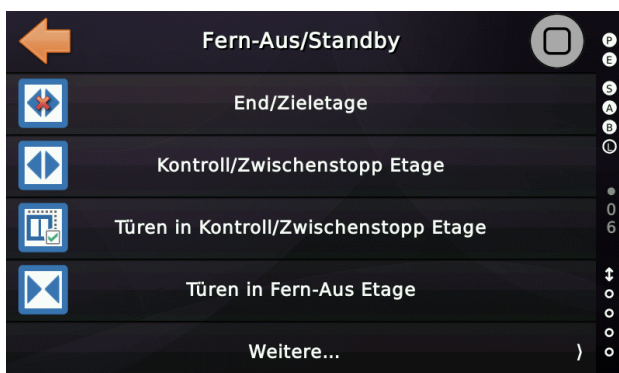 Fern-Aus/Standby
End/Zieletage
Kontroll/Zwischenstopp Etage
Türen in Kontroll/Zwischenstopp Etage
Türen in Fern-Aus Etage
Weitere...
P
E
S
A
B
L
0
6